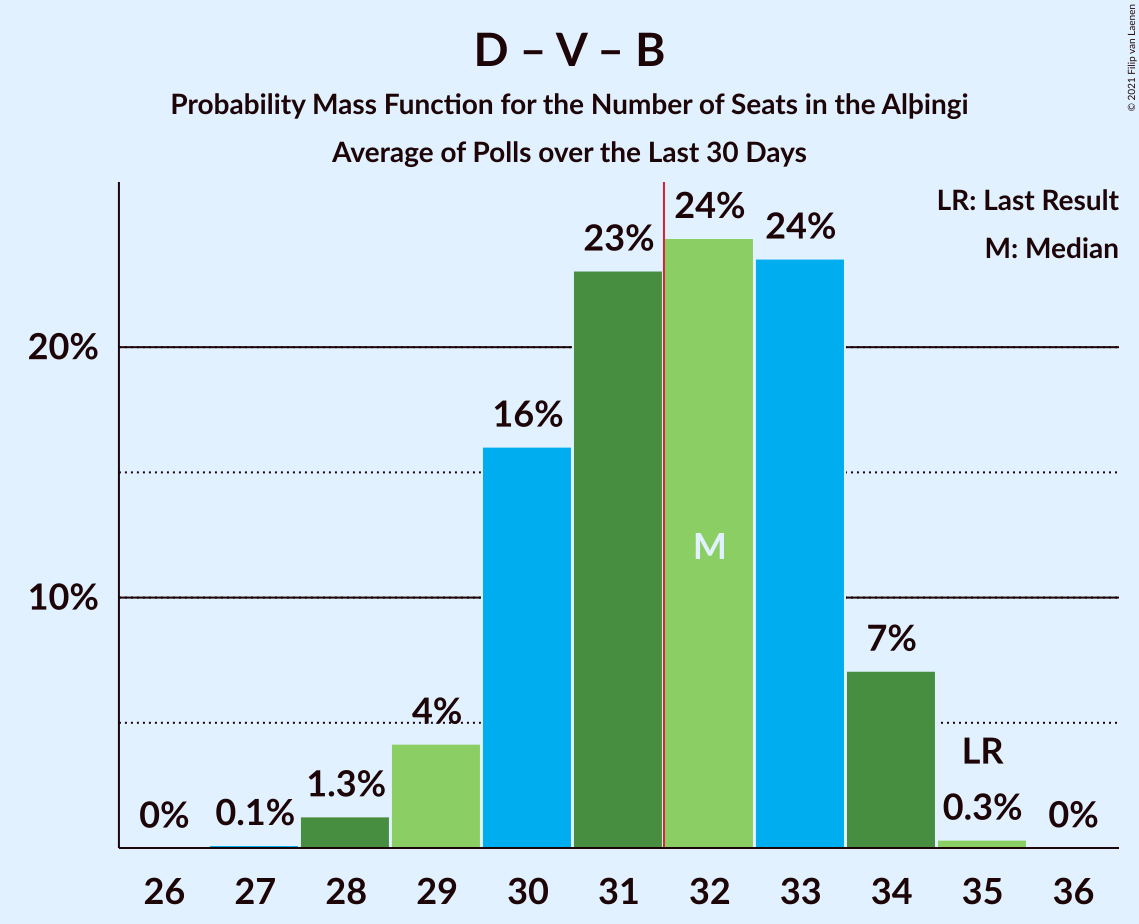 D – V – B
Probability Mass Function for the Number of Seats in the Alþingi
Average of Polls over the Last 30 Days
© 2021 Filip van Laenen
LR: Last Result
M: Median
20%
10%
0%
0.1%
1.3%
4%
16%
23%
24%
24%
7%
LR
0.3%
0%
M
26 27 28 29 30 31 32 33 34 35 36